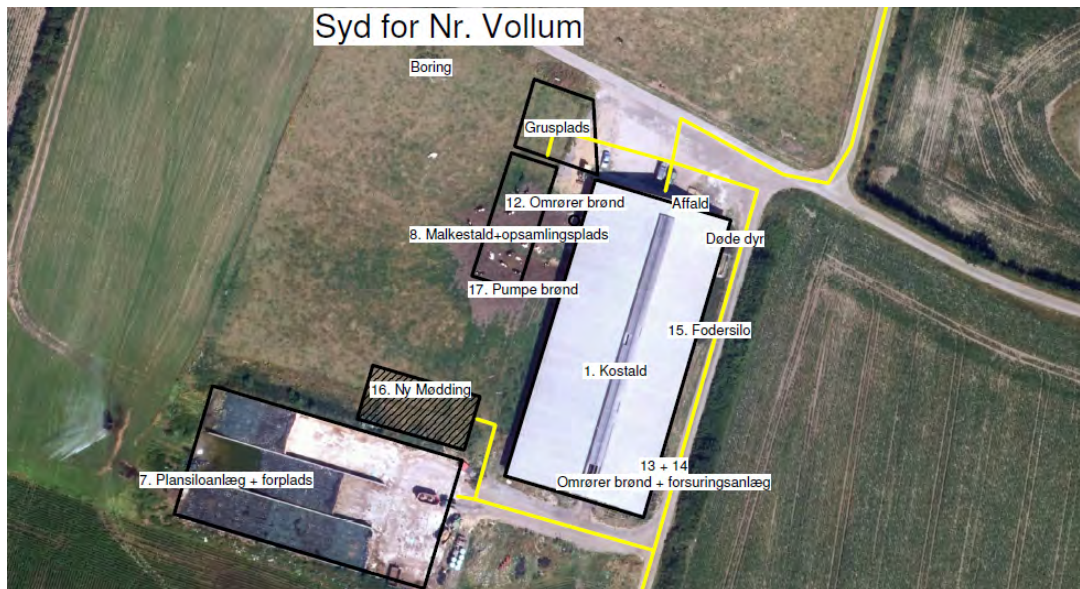 Syd for Nr. Vollum
Boring
Grusplads
12. Omrører brønd
Affald
8. Malkestald+opsamlingsplads
Døde dyr
17. Pumpe brønd
15. Fodersilo
1. Kostald
16. Ny Mødding
13 + 14
Omrører brønd + forsuringsanlæg
7. Plansiloanlæg + forplads